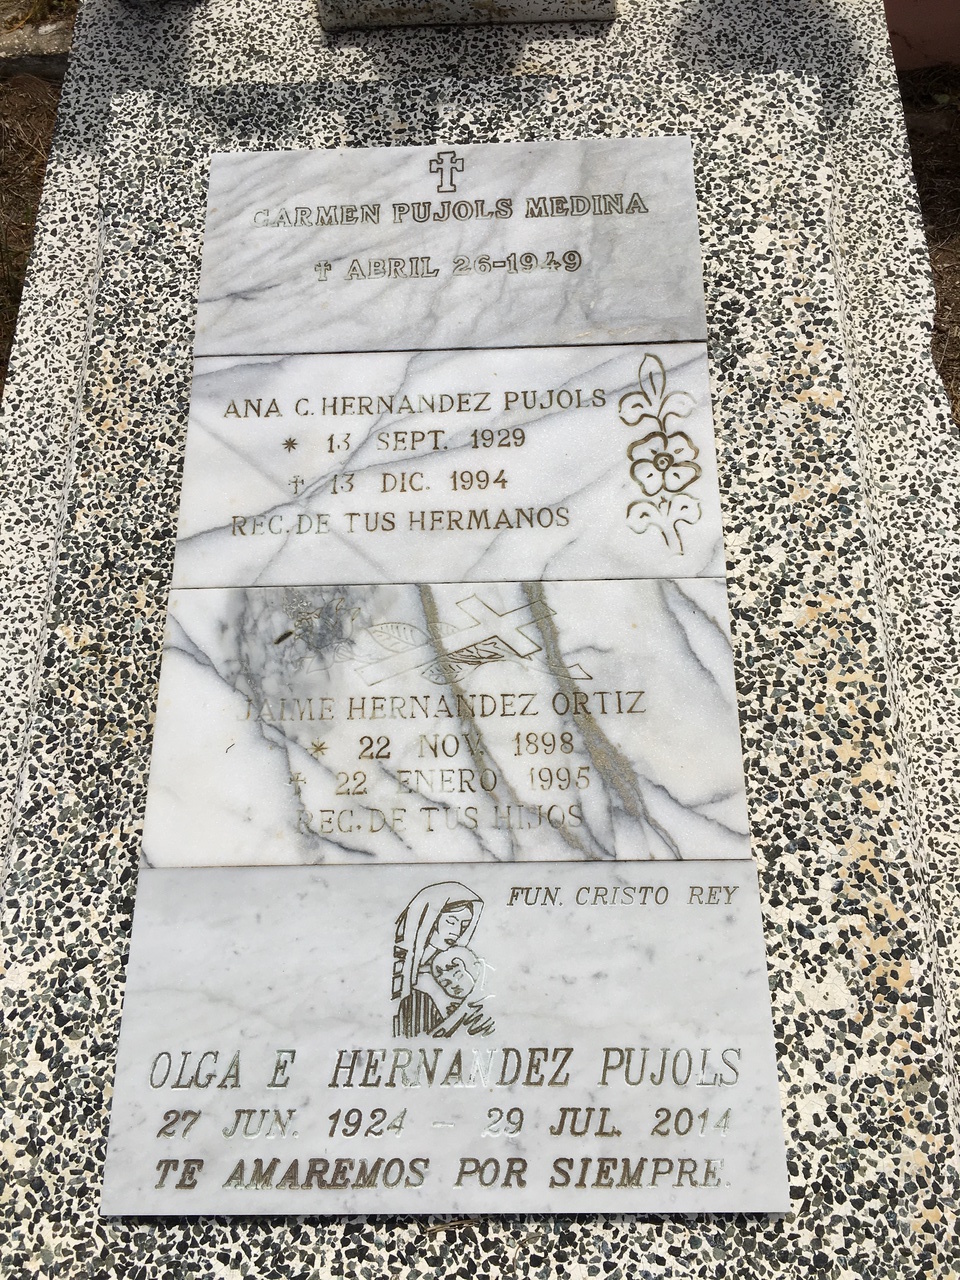 CARMEN PUJOLS MEDINA
† ABRIL 26-1949
ANA C. HERNANDEZ PUJOLS
* 13 SEPT. 1929
† 13 DIC. 1994
REC. DE TUS HERMANOS
JAIME HERNANDEZ ORTIZ
* 22 NOV. 1898
† 22 ENERO 1995
REC. DE TUS HIJOS
FUN. CRISTO REY
OLGA E HERNANDEZ PUJOLS
27 JUN. 1924 - 29 JUL. 2014
TE AMAREMOS POR SIEMPRE.